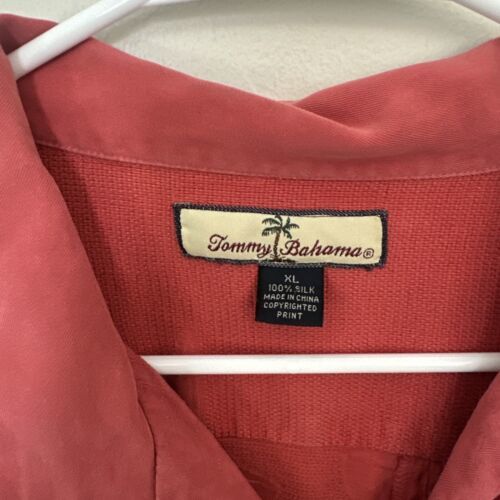 Tommy Bahama®
XL
100% SILK
MADE IN CHINA
COPYRIGHTED
PRINT